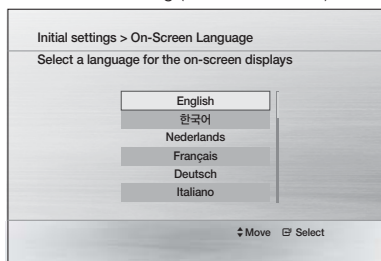 Initial settings > On-Screen Language
Select a language for the on-screen displays
English
한국어
Nederlands
Français
Deutsch
Italiano
Move Select